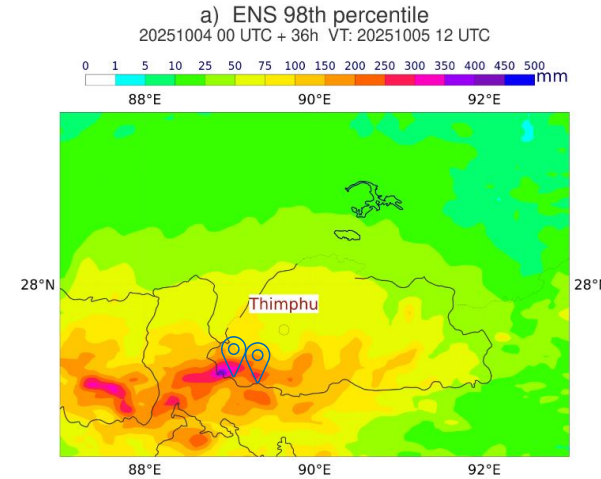 a) ENS 98th percentile
20251004 00 UTC + 36h VT: 20251005 12 UTC
0 1 5 10 25 50 75 100 150 200 250 300 350 400 450 500 mm
88°E 90°E 92°E
28°N 28°
Thimphu
88°E 90°E 92°E